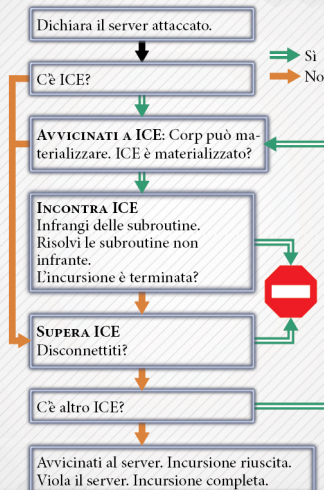 Dichiara il server attaccato.
Sì
No
C'è ICE?
AVVICINATI A ICE: Corp può ma-
terializzare. ICE è materializzato?
INCONTRA ICE
Infrangi delle subroutine.
Risolvi le subroutine non
infrante.
L'incursione è terminata?
SUPERA ICE
Disconnettiti?
C'è altro ICE?
Avvicinati al server. Incursione riuscita.
Viola il server. Incursione completa.